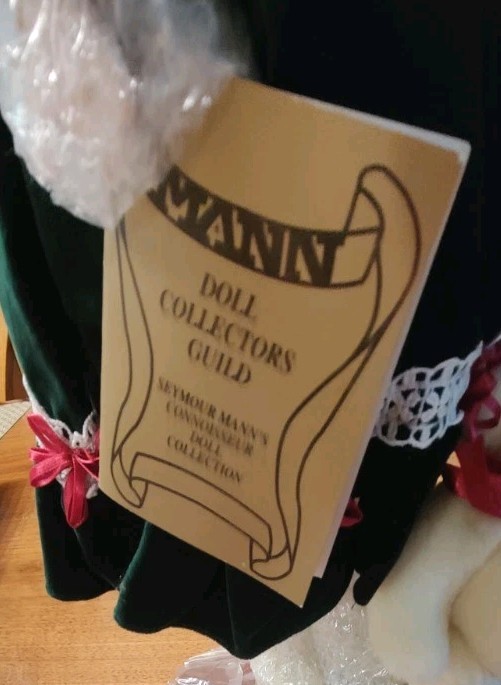 MANN
DOLL
COLLECTORS
GUILD
SEYMOUR MANN'S
CONNOISSEUR
DOLL
COLLECTION